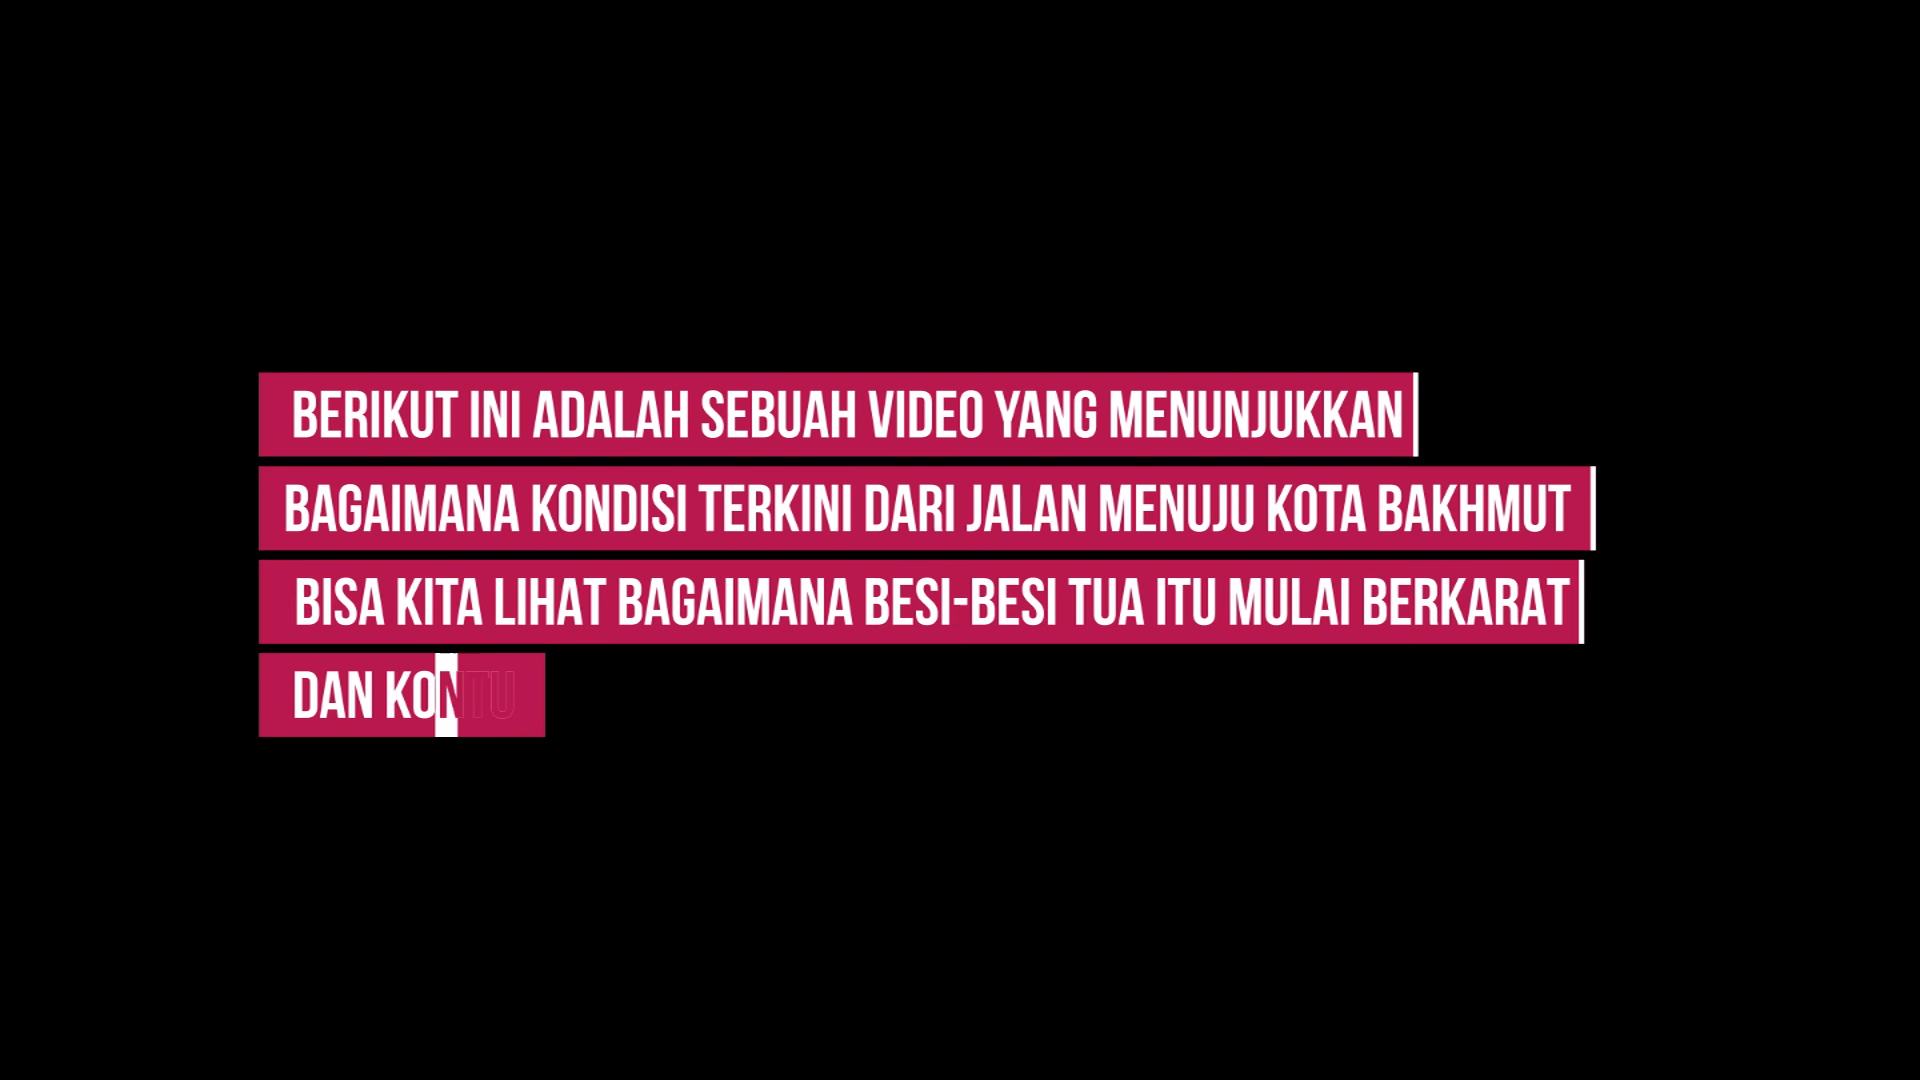 BERIKUT INI ADALAH SEBUAH VIDEO YANG MENUNJUKKAN
BAGAIMANA KONDISI TERKINI DARI JALAN MENUJU KOTA BAKHMUT
BISA KITA LIHAT BAGAIMANA BESI-BESI TUA ITU MULAI BERKARAT
DAN KONTU